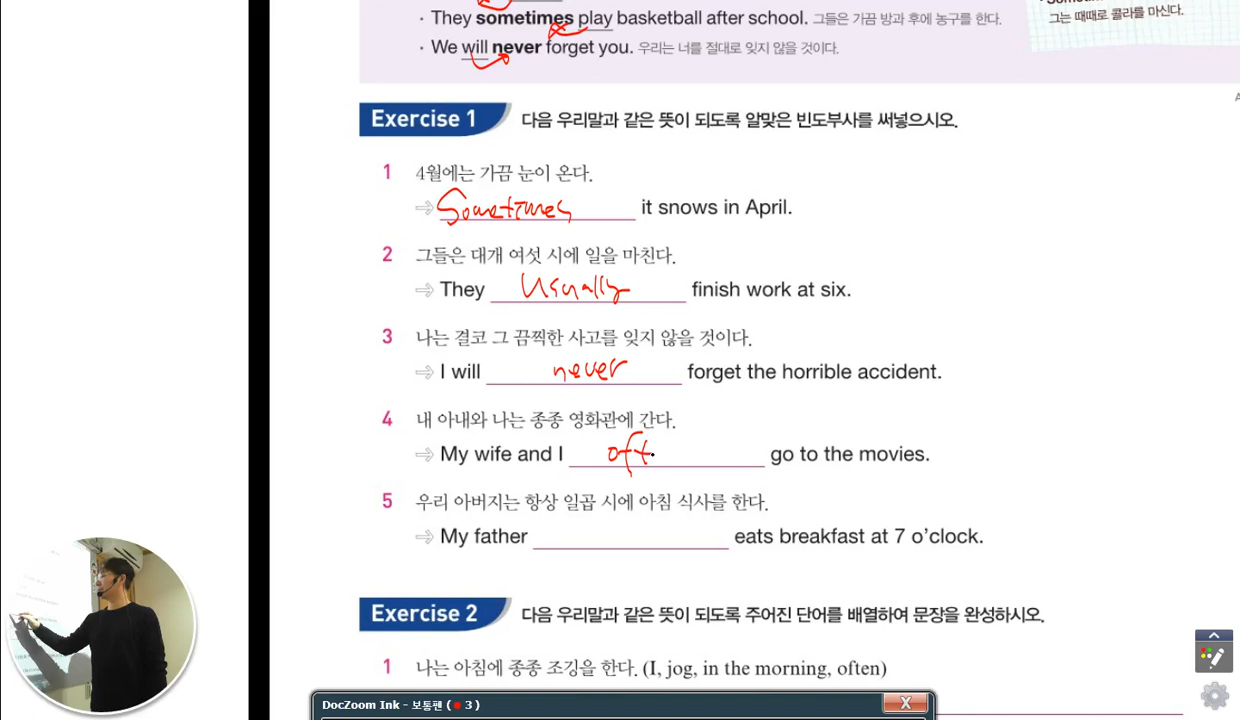 • They sometimes play basketball after school. 그들은 가끔 방과 후에 농구를 한다.
• We will never forget you. 우리는 너를 절대로 잊지 않을 것이다.
그는 때때로 콜라를 마신다.
Exercise 1 다음 우리말과 같은 뜻이 되도록 알맞은 빈도부사를 써넣으시오.
1 4월에는 가끔 눈이 온다.
⇨ Sometimes it snows in April.
2 그들은 대개 여섯 시에 일을 마친다.
⇨ They usually finish work at six.
3 나는 결코 그 끔찍한 사고를 잊지 않을 것이다.
⇨ I will never forget the horrible accident.
4 내 아내와 나는 종종 영화관에 간다.
⇨ My wife and I oft go to the movies.
5 우리 아버지는 항상 일곱 시에 아침 식사를 한다.
⇨ My father eats breakfast at 7 o'clock.
Exercise 2 다음 우리말과 같은 뜻이 되도록 주어진 단어를 배열하여 문장을 완성하시오.
1 나는 아침에 종종 조깅을 한다. (I, jog, in the morning, often)
DocZoom Ink - 보통펜 ( 3 )